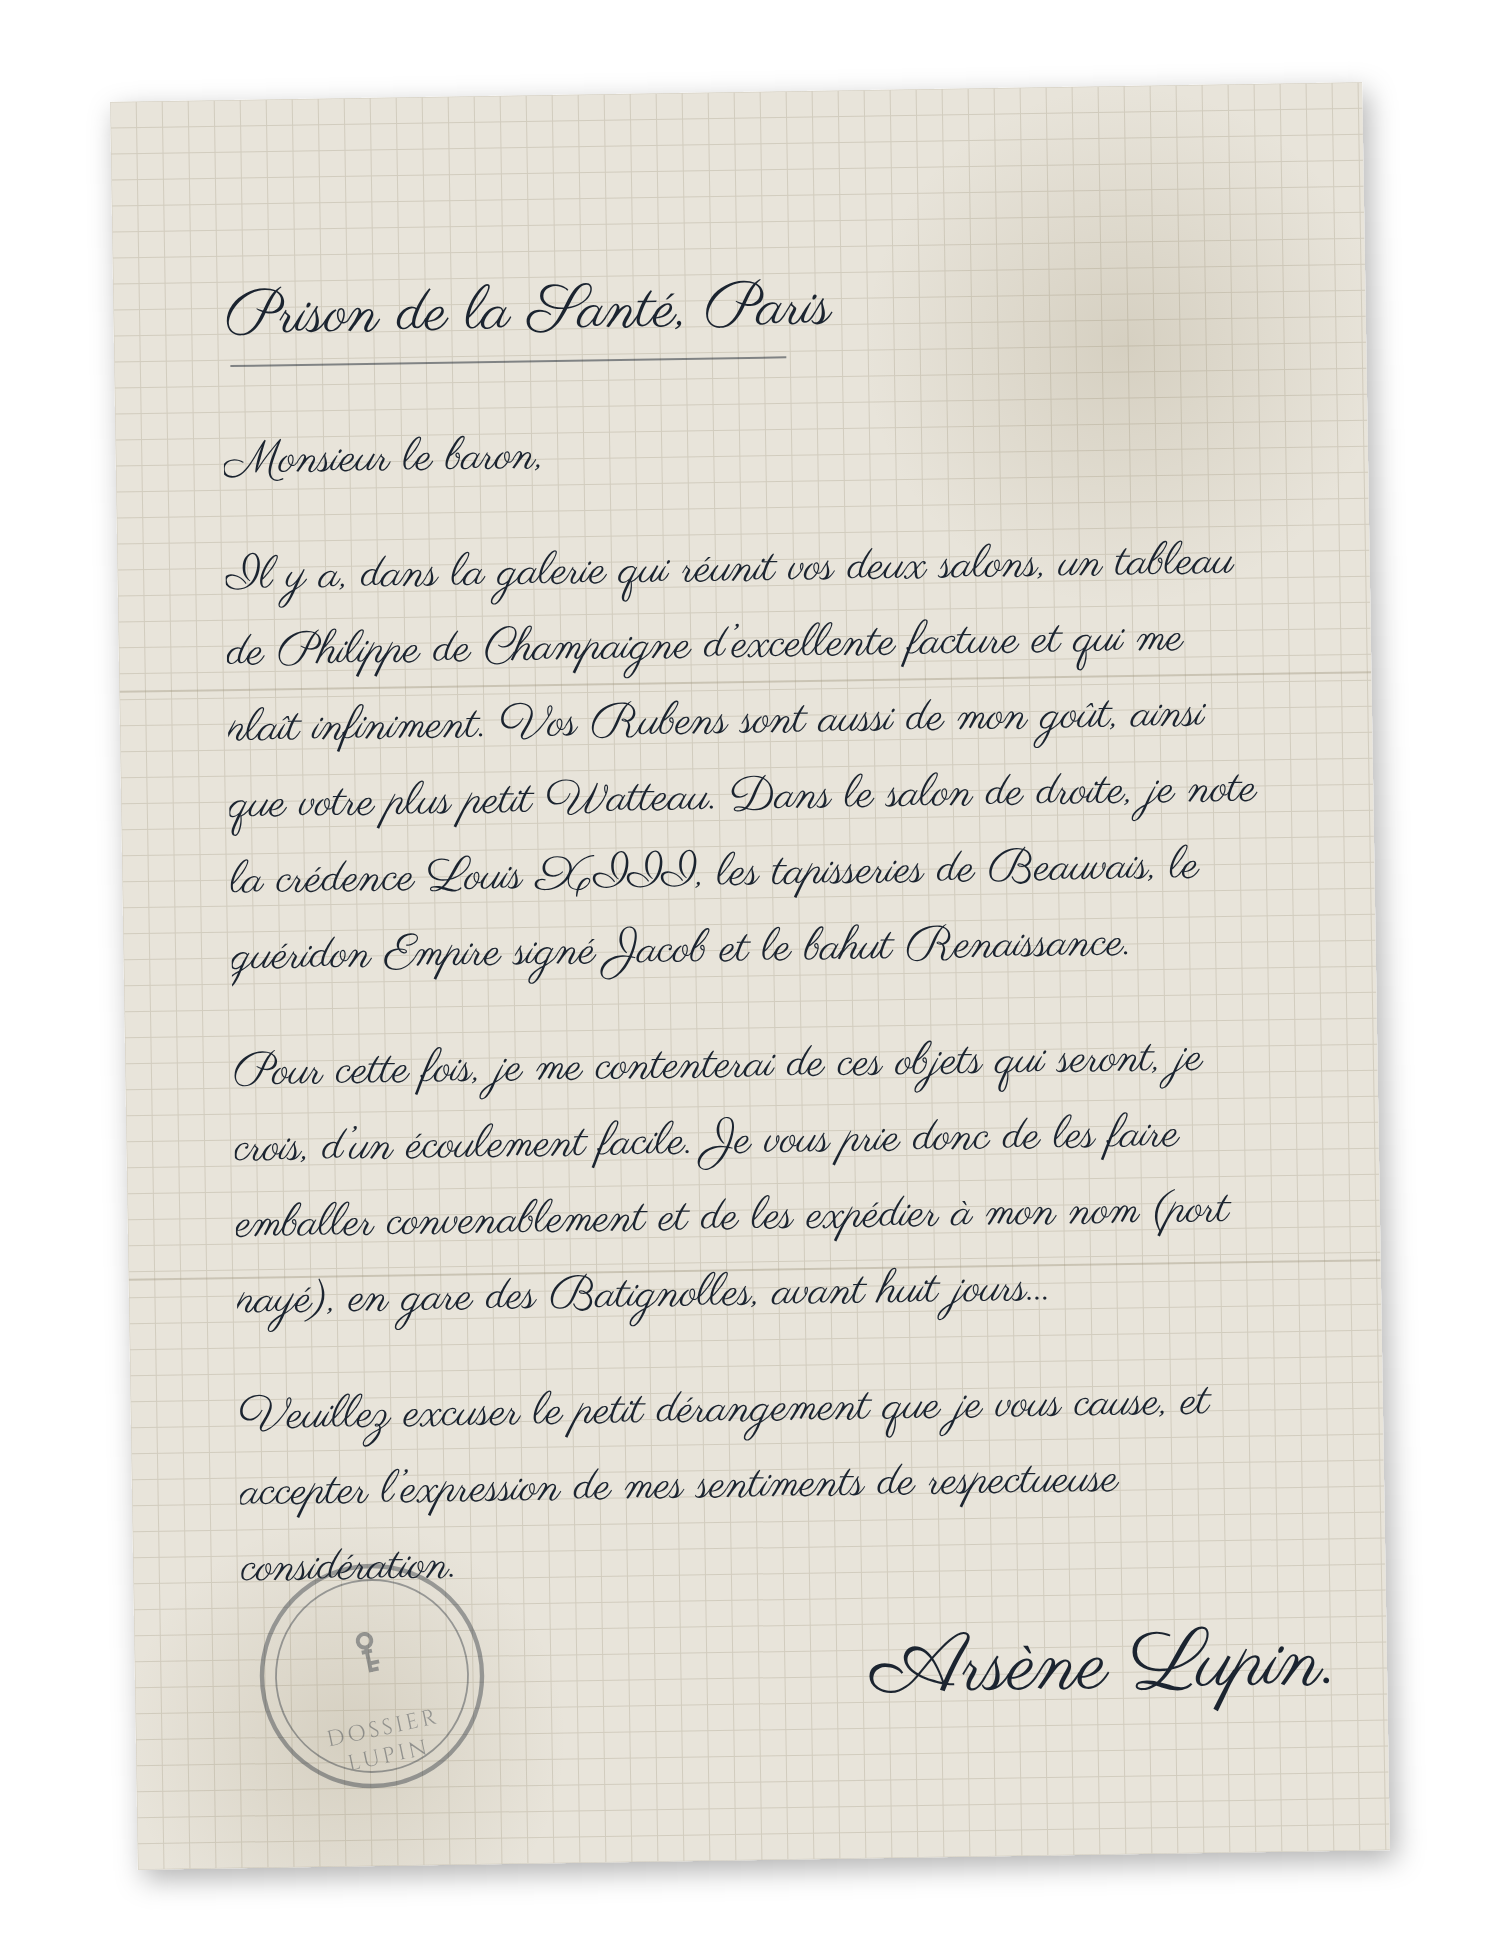 Prison de la Santé, Paris
Monsieur le baron,
Il y a, dans la galerie qui réunit vos deux salons, un tableau
de Philippe de Champaigne d'excellente facture et qui me
plaît infiniment. Vos Rubens sont aussi de mon goût, ainsi
que votre plus petit Watteau. Dans le salon de droite, je note
la crédence Louis XIII, les tapisseries de Beauvais, le
guéridon Empire signé Jacob et le bahut Renaissance.
Pour cette fois, je me contenterai de ces objets qui seront, je
crois, d'un écoulement facile. Je vous prie donc de les faire
emballer convenablement et de les expédier à mon nom (port
payé), en gare des Batignolles, avant huit jours...
Veuillez excuser le petit dérangement que je vous cause, et
accepter l'expression de mes sentiments de respectueuse
considération.
Arsène Lupin.
DOSSIER
LUPIN